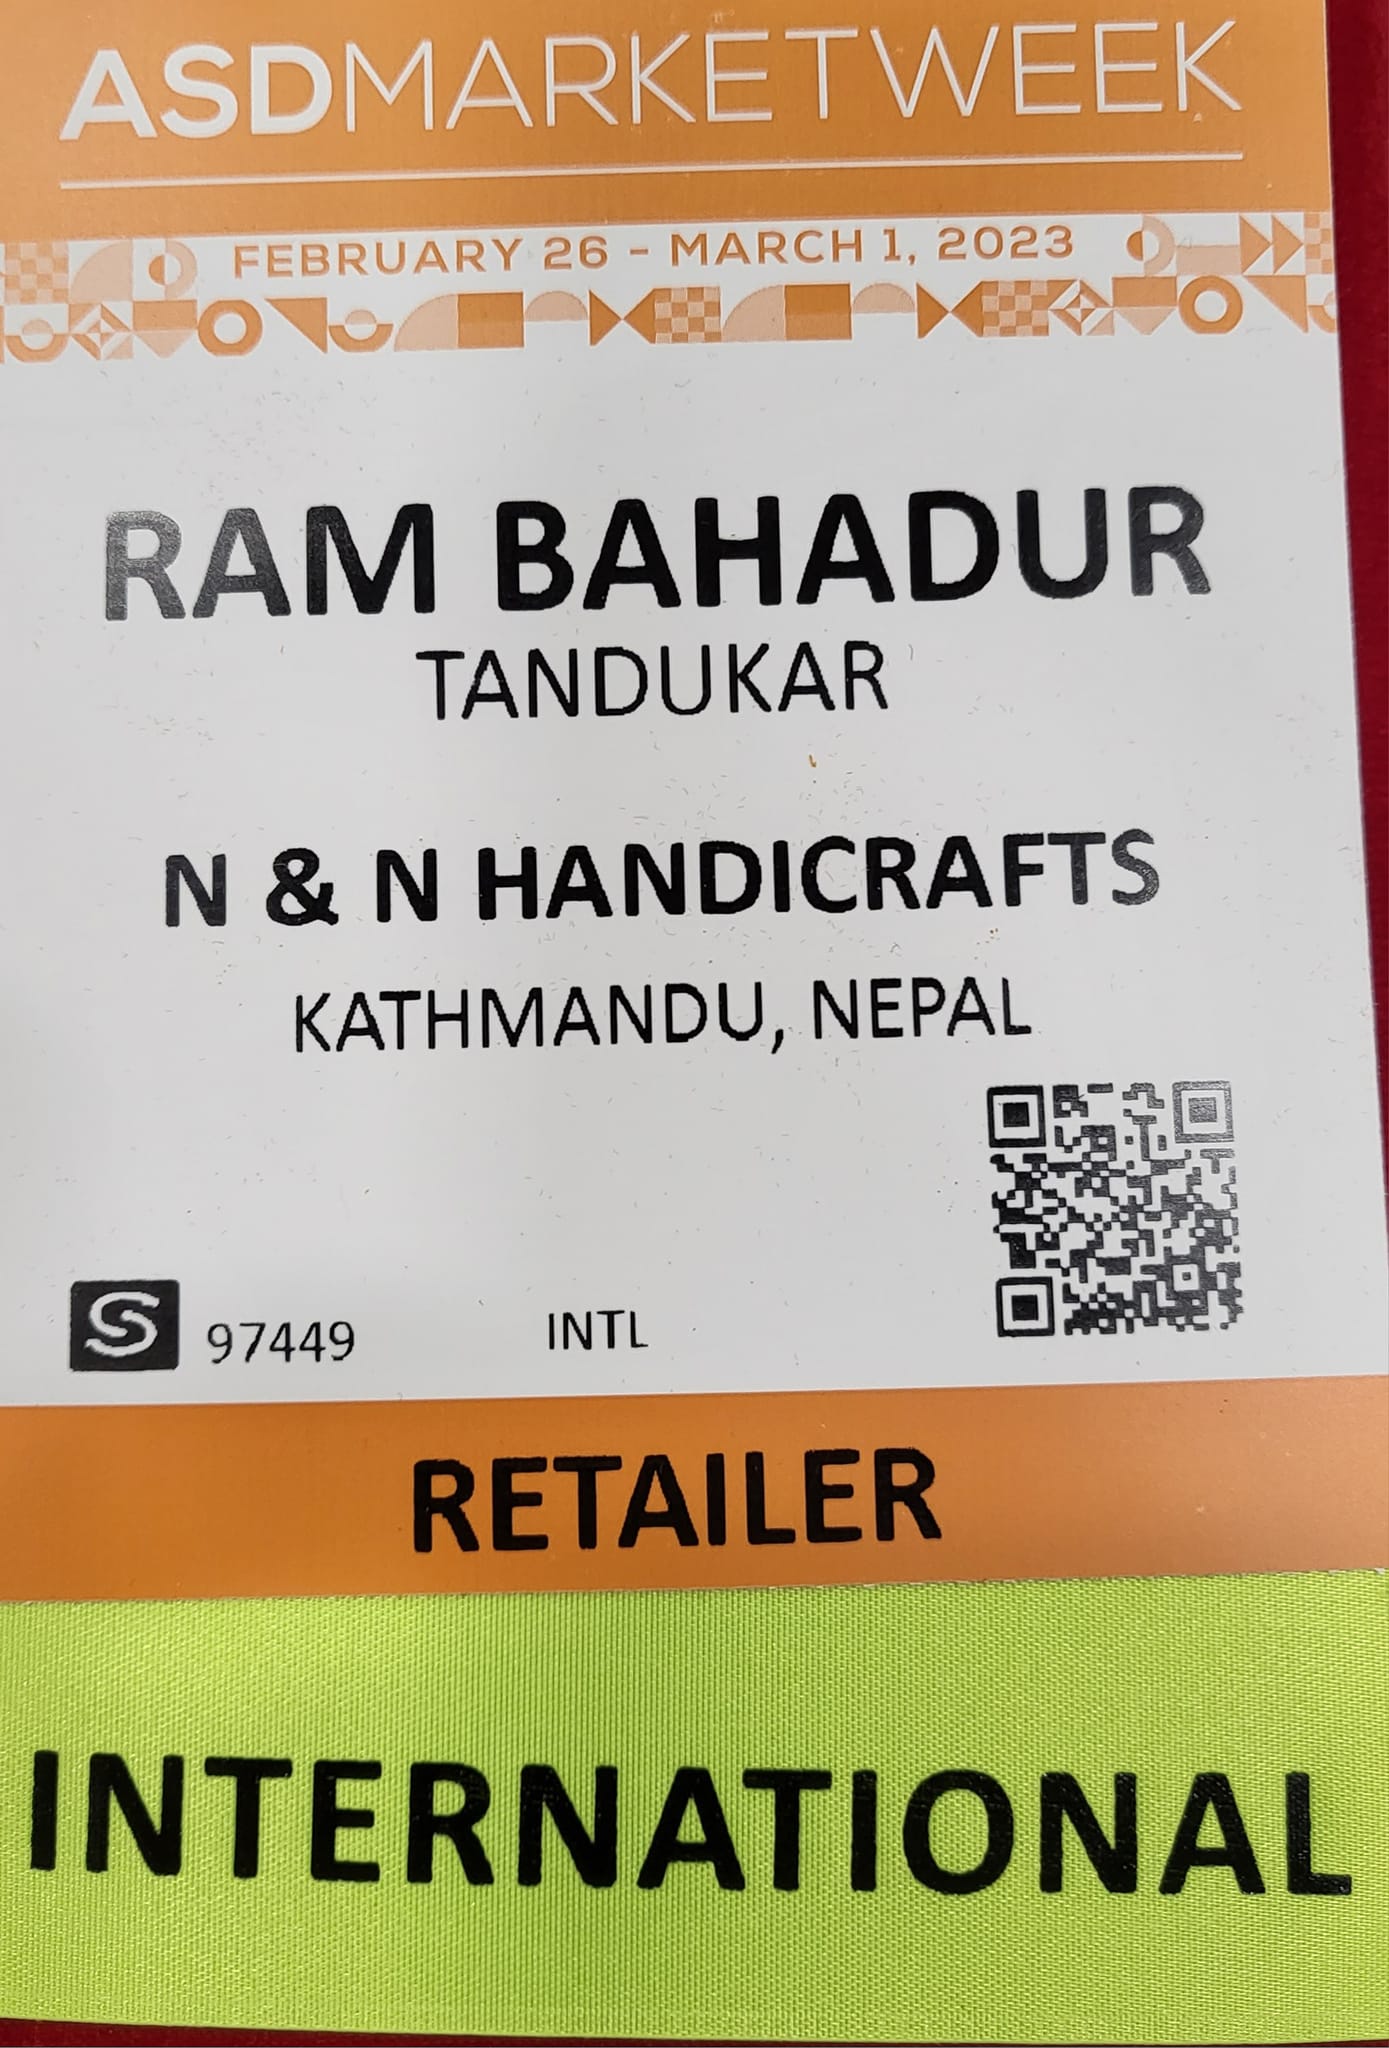 ASDMARKETWEEK
FEBRUARY 26 - MARCH 1, 2023
RAM BAHADUR
TANDUKAR
N & N HANDICRAFTS
KATHMANDU, NEPAL
S 97449 INTL
RETAILER
INTERNATIONAL